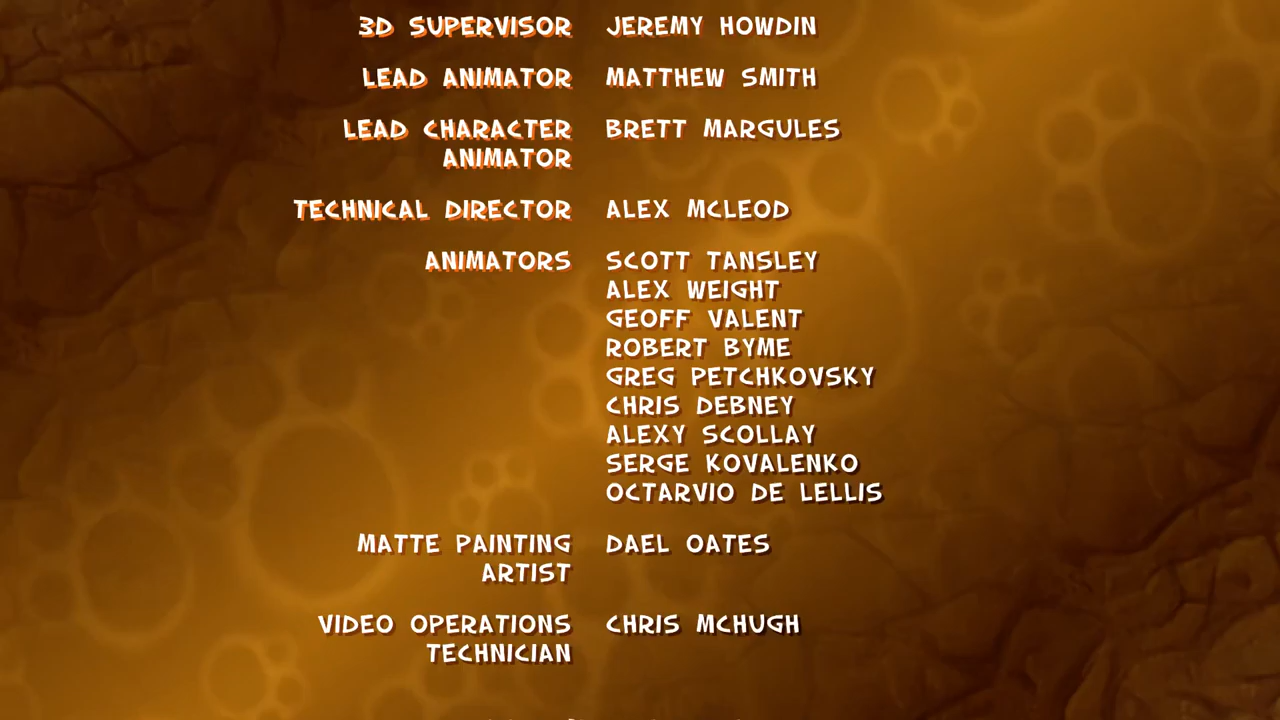 3D SUPERVISOR JEREMY HOWDIN
LEAD ANIMATOR MATTHEW SMITH
LEAD CHARACTER BRETT MARGULES
ANIMATOR
TECHNICAL DIRECTOR ALEX MCLEOD
ANIMATORS SCOTT TANSLEY
ALEX WEIGHT
GEOFF VALENT
ROBERT BYME
GREG PETCHKOVSKY
CHRIS DEBNEY
ALEXY SCOLLAY
SERGE KOVALENKO
OCTARVIO DE LELLIS
MATTE PAINTING DAEL OATES
ARTIST
VIDEO OPERATIONS CHRIS MCHUGH
TECHNICIAN